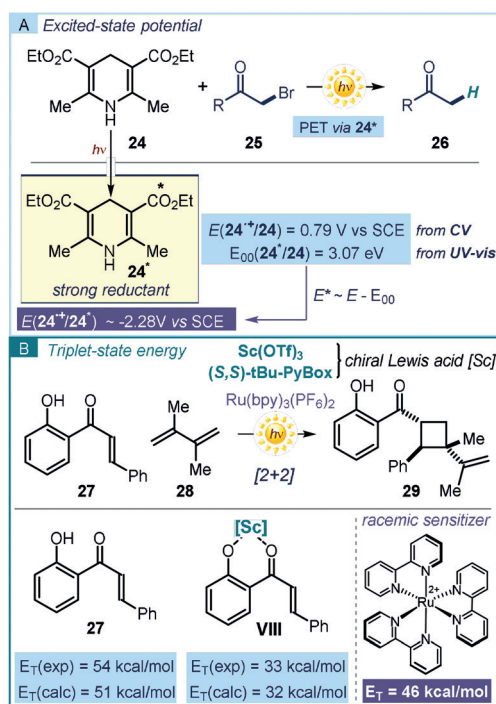 A Excited-state potential
EtO₂C CO₂Et
Me N Me
H
24
+
O
R Br
25
hν
PET via 24*
O
R H
26
hν
*
EtO₂C CO₂Et
Me N Me
H
24*
strong reductant
E(24•⁺/24) = 0.79 V vs SCE from CV
E₀₀(24*/24) = 3.07 eV from UV-vis
E* ~ E - E₀₀
E(24•⁺/24*) ~ -2.28V vs SCE
B Triplet-state energy
Sc(OTf)₃
(S,S)-tBu-PyBox
} chiral Lewis acid [Sc]
OH O
Ph
27
Me
Me
28
Ru(bpy)₃(PF₆)₂
hν
[2+2]
OH O
Me
Ph
Me
29
OH O
Ph
27
E_T(exp) = 54 kcal/mol
E_T(calc) = 51 kcal/mol
[Sc]
O O
Ph
VIII
E_T(exp) = 33 kcal/mol
E_T(calc) = 32 kcal/mol
racemic sensitizer
2+
N N
N Ru N
N N
E_T = 46 kcal/mol